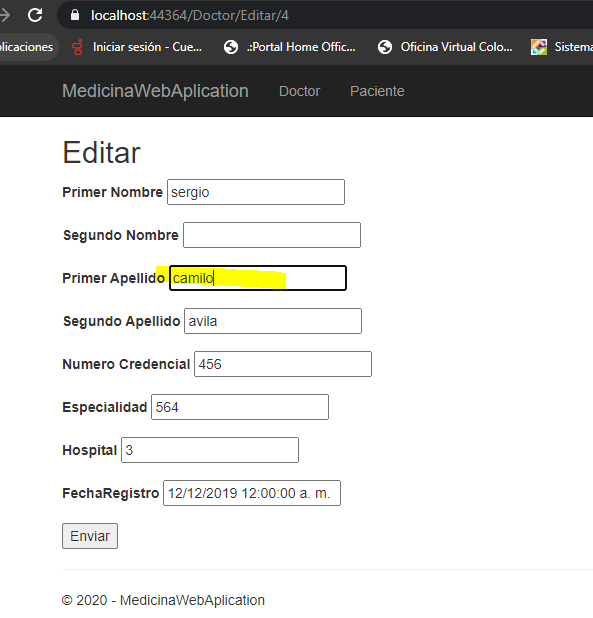 localhost:44364/Doctor/Editar/4
plicaciones Iniciar sesión - Cue... .:Portal Home Offic... Oficina Virtual Colo... Sistema
MedicinaWebAplication Doctor Paciente
Editar
Primer Nombre sergio
Segundo Nombre
Primer Apellido camilo
Segundo Apellido avila
Numero Credencial 456
Especialidad 564
Hospital 3
FechaRegistro 12/12/2019 12:00:00 a. m.
Enviar
© 2020 - MedicinaWebAplication